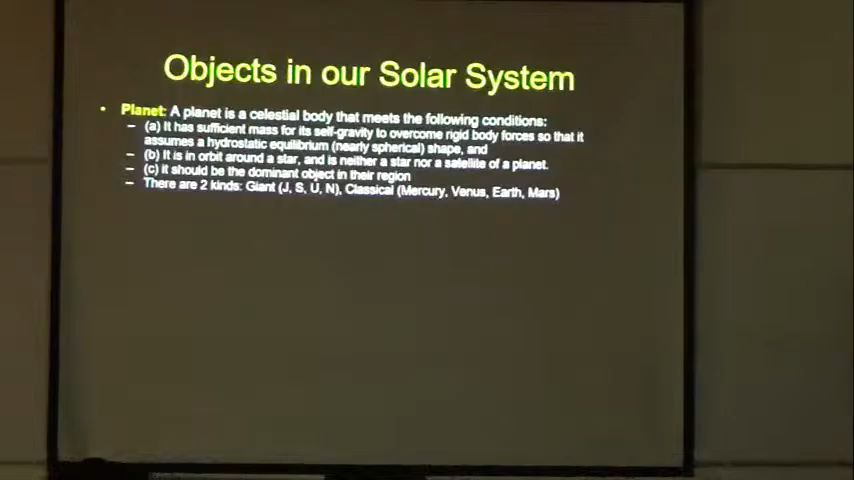 Objects in our Solar System
• Planet: A planet is a celestial body that meets the following conditions:
– (a) It has sufficient mass for its self-gravity to overcome rigid body forces so that it
assumes a hydrostatic equilibrium (nearly spherical) shape, and
– (b) It is in orbit around a star, and is neither a star nor a satellite of a planet.
– (c) it should be the dominant object in their region
– There are 2 kinds: Giant (J, S, U, N), Classical (Mercury, Venus, Earth, Mars)